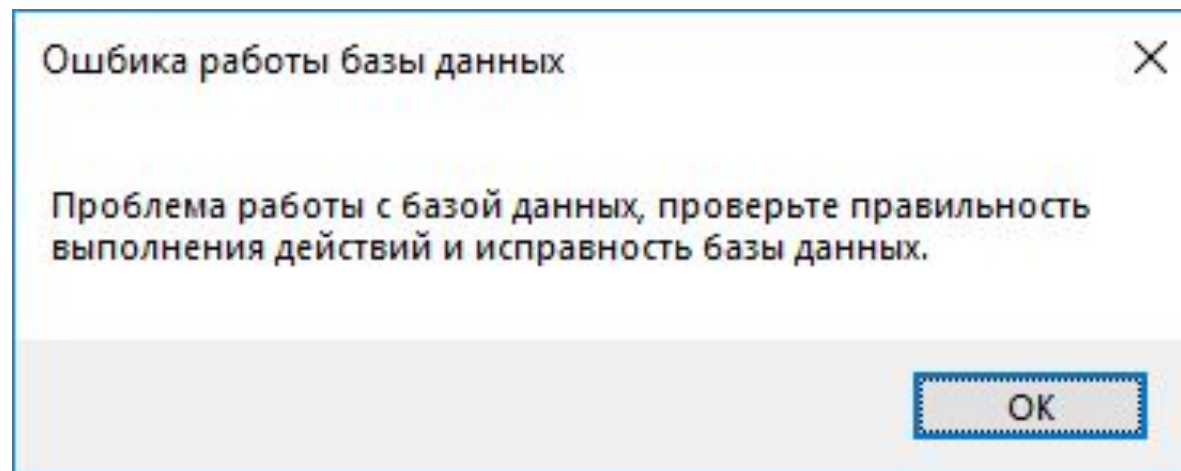 Ошбика работы базы данных
Проблема работы с базой данных, проверьте правильность
выполнения действий и исправность базы данных.
OK